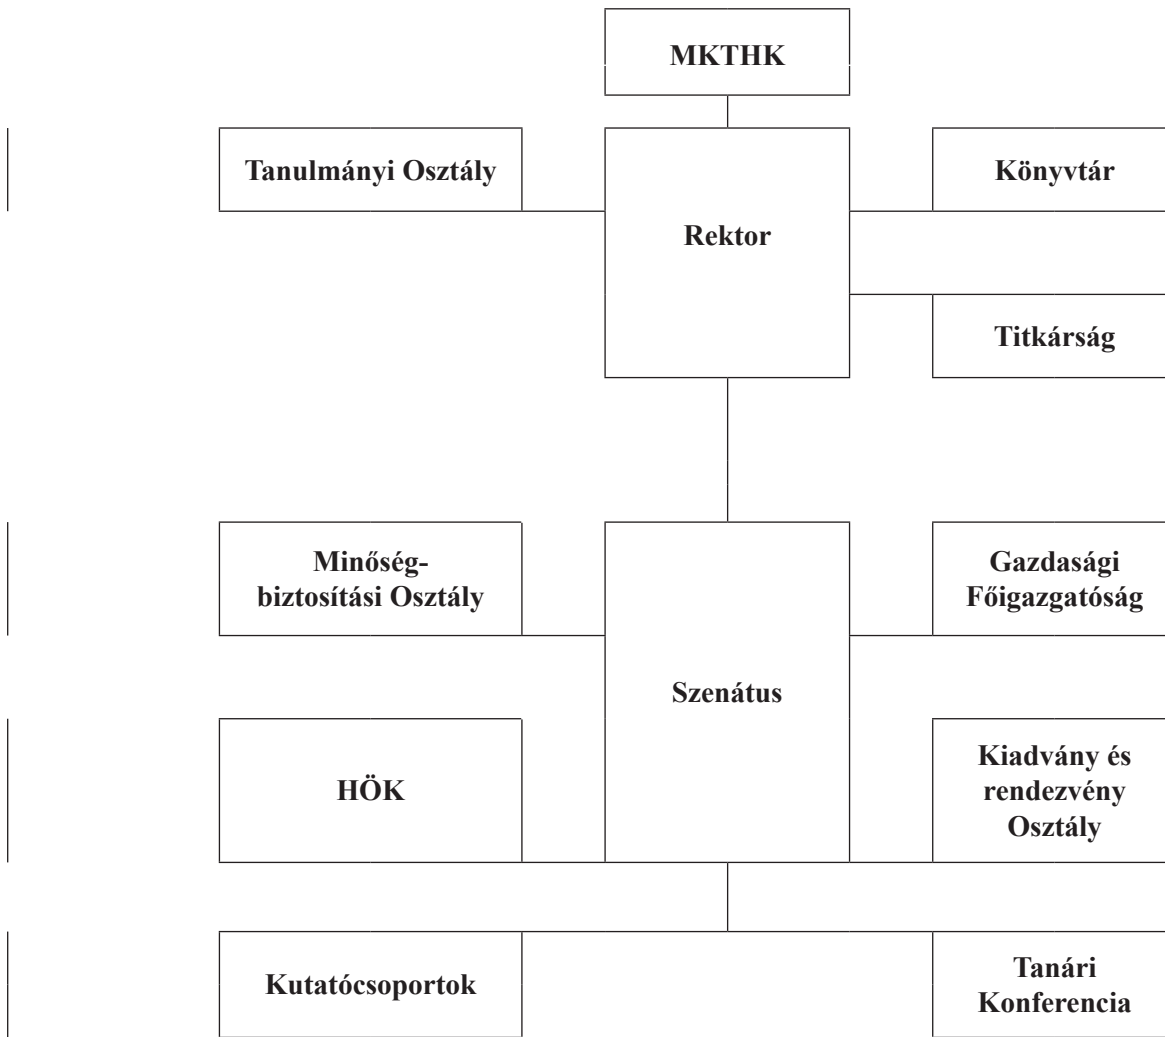 MKTHK
Tanulmányi Osztály
Rektor
Könyvtár
Titkárság
Minőség-
biztosítási Osztály
Szenátus
Gazdasági
Főigazgatóság
HÖK
Kiadvány és
rendezvény
Osztály
Kutatócsoportok
Tanári
Konferencia